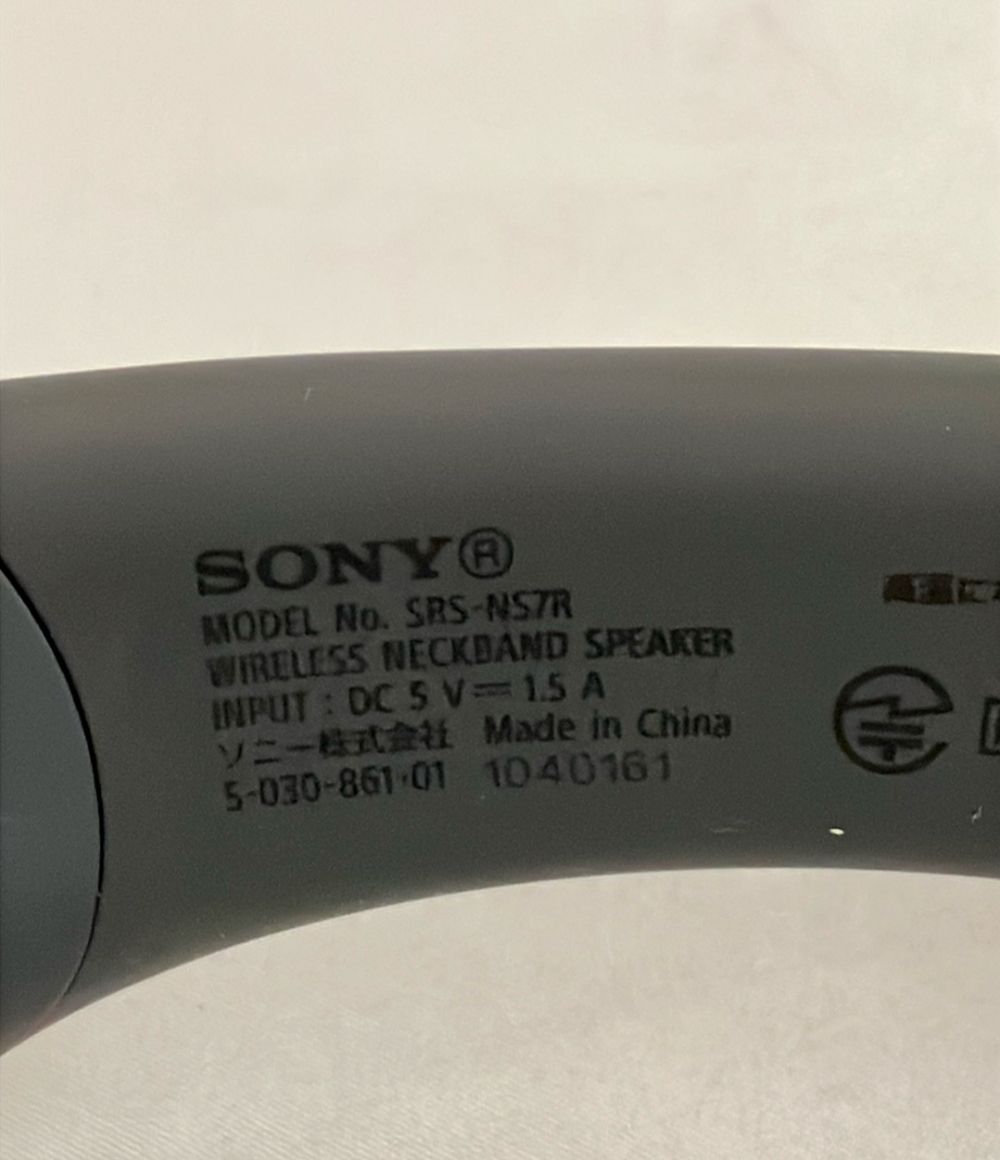 SONY®
MODEL No. SRS-NS7R
WIRELESS NECKBAND SPEAKER
INPUT : DC 5 V⎓1.5 A
ソニー株式会社 Made in China
5-030-861-01 1040161